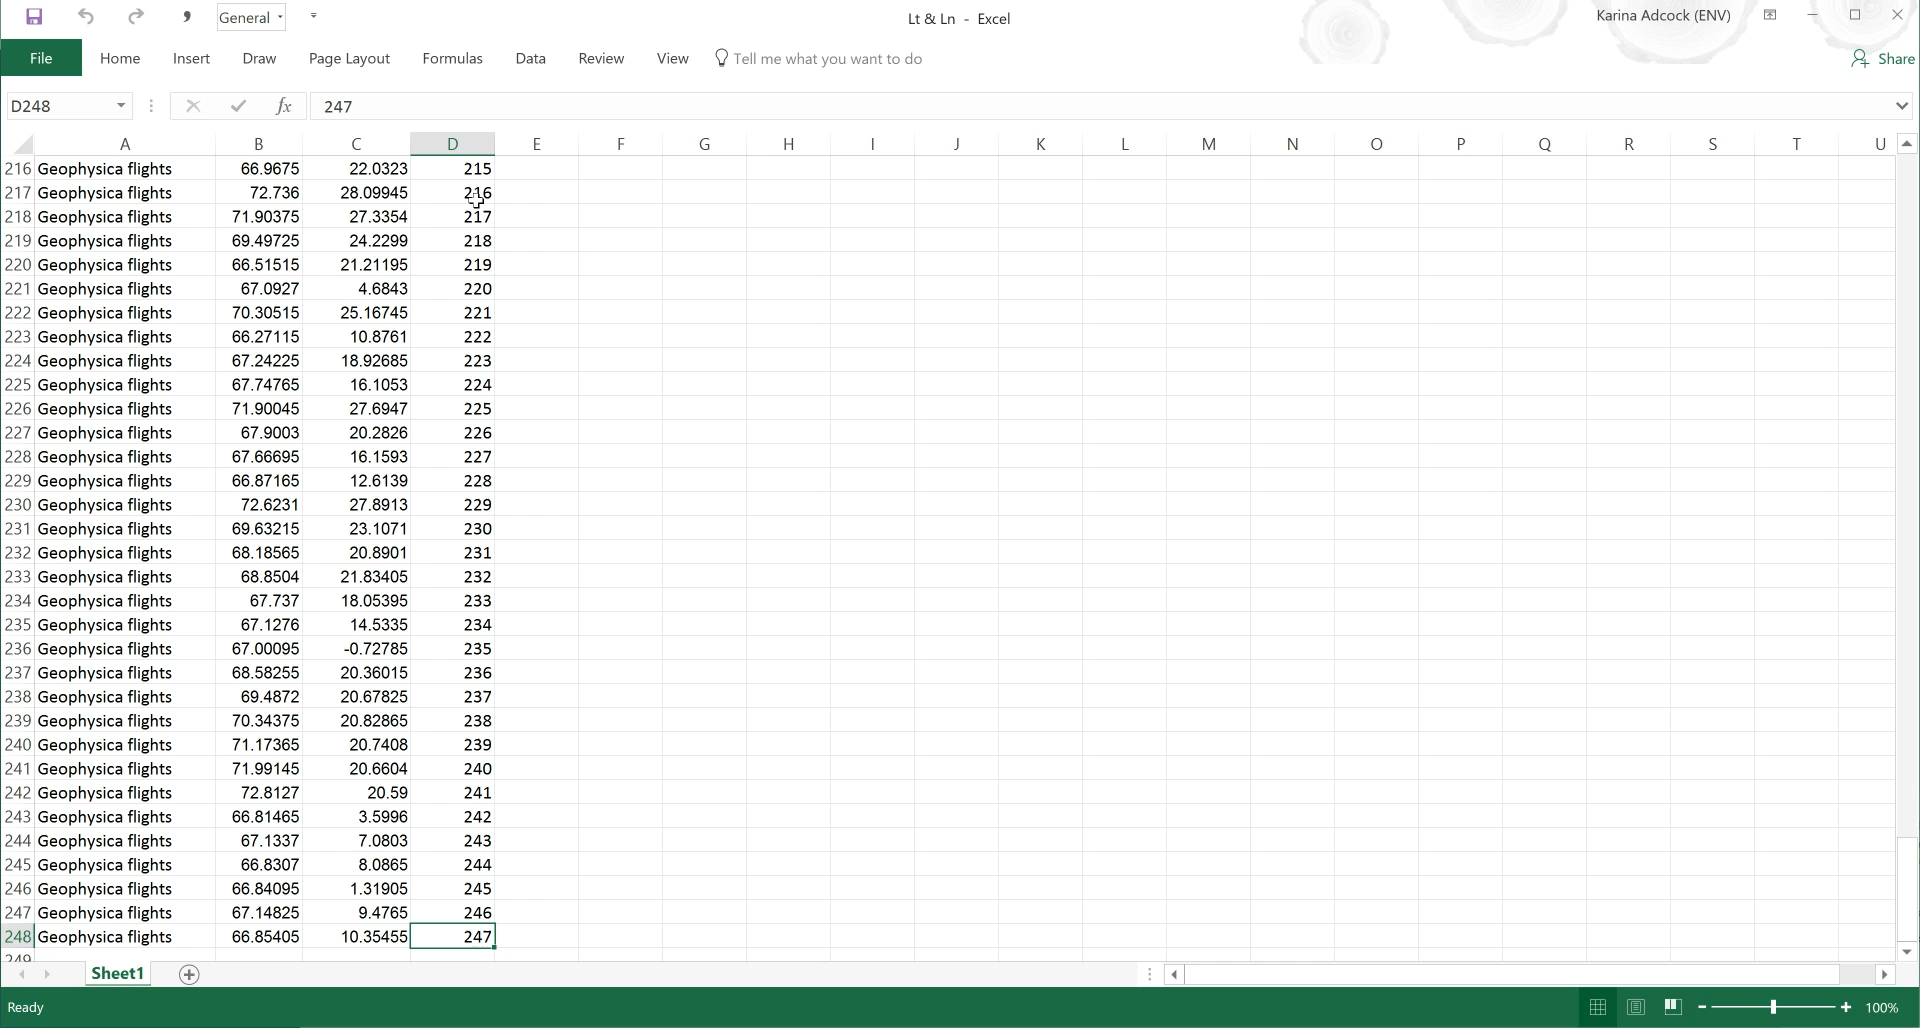 General
Lt & Ln - Excel
Karina Adcock (ENV)
File Home Insert Draw Page Layout Formulas Data Review View Tell me what you want to do Share
D248 fx 247
A B C D E F G H I J K L M N O P Q R S T U
216 Geophysica flights 66.9675 22.0323 215
217 Geophysica flights 72.736 28.09945 216
218 Geophysica flights 71.90375 27.3354 217
219 Geophysica flights 69.49725 24.2299 218
220 Geophysica flights 66.51515 21.21195 219
221 Geophysica flights 67.0927 4.6843 220
222 Geophysica flights 70.30515 25.16745 221
223 Geophysica flights 66.27115 10.8761 222
224 Geophysica flights 67.24225 18.92685 223
225 Geophysica flights 67.74765 16.1053 224
226 Geophysica flights 71.90045 27.6947 225
227 Geophysica flights 67.9003 20.2826 226
228 Geophysica flights 67.66695 16.1593 227
229 Geophysica flights 66.87165 12.6139 228
230 Geophysica flights 72.6231 27.8913 229
231 Geophysica flights 69.63215 23.1071 230
232 Geophysica flights 68.18565 20.8901 231
233 Geophysica flights 68.8504 21.83405 232
234 Geophysica flights 67.737 18.05395 233
235 Geophysica flights 67.1276 14.5335 234
236 Geophysica flights 67.00095 -0.72785 235
237 Geophysica flights 68.58255 20.36015 236
238 Geophysica flights 69.4872 20.67825 237
239 Geophysica flights 70.34375 20.82865 238
240 Geophysica flights 71.17365 20.7408 239
241 Geophysica flights 71.99145 20.6604 240
242 Geophysica flights 72.8127 20.59 241
243 Geophysica flights 66.81465 3.5996 242
244 Geophysica flights 67.1337 7.0803 243
245 Geophysica flights 66.8307 8.0865 244
246 Geophysica flights 66.84095 1.31905 245
247 Geophysica flights 67.14825 9.4765 246
248 Geophysica flights 66.85405 10.35455 247
249
Sheet1
Ready 100%